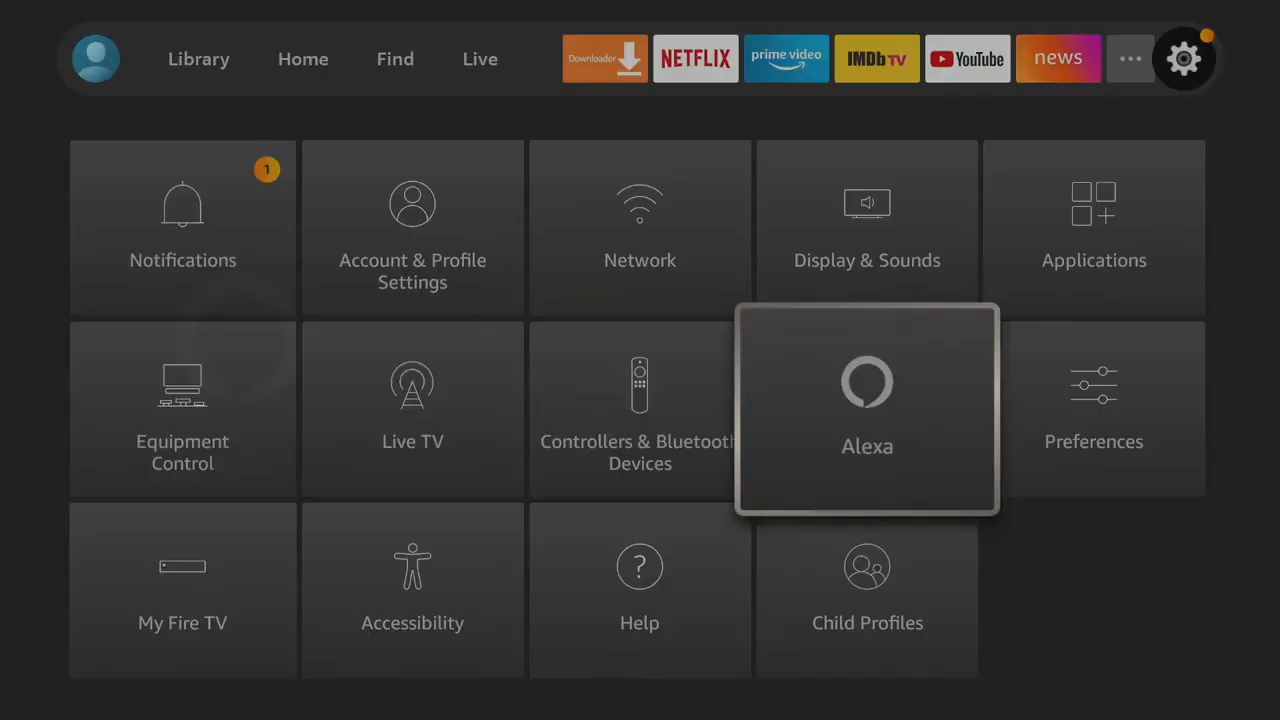 Library
Home
Find
Live
Downloader
NETFLIX
prime video
IMDb TV
YouTube
news
1
Notifications
Account & Profile
Settings
Network
Display & Sounds
Applications
Equipment
Control
Live TV
Controllers & Bluetooth
Devices
Alexa
Preferences
My Fire TV
Accessibility
?
Help
Child Profiles